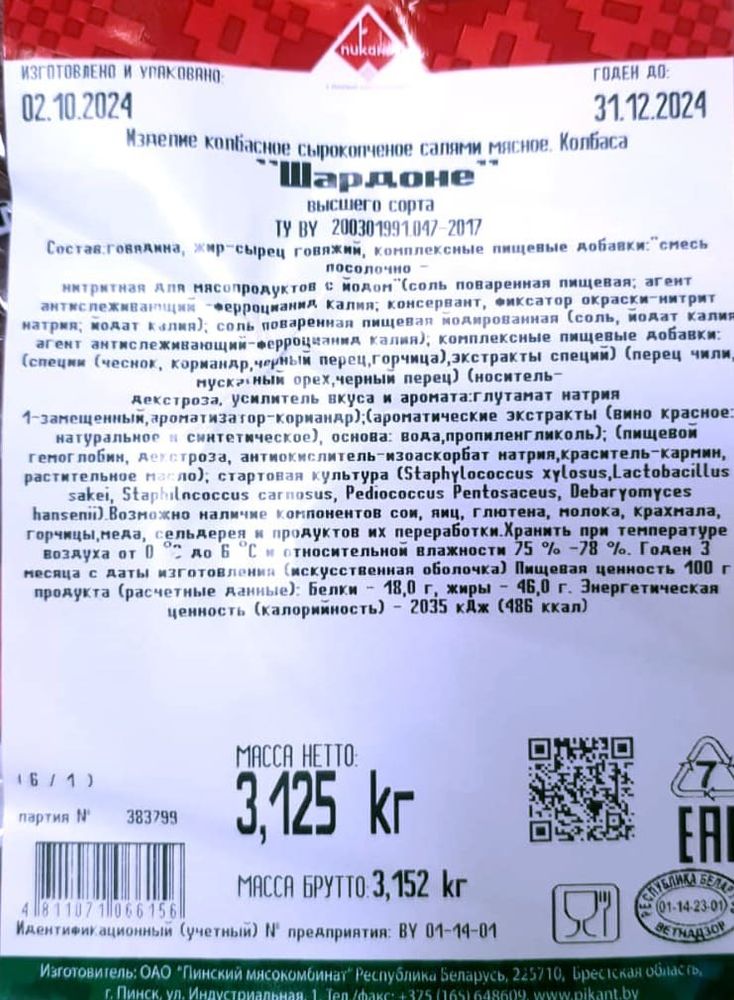 пикант
ИЗГОТОВЛЕНО И УПАКОВАНО:
02.10.2024
ГОДЕН ДО:
31.12.2024
Изделие колбасное сырокопченое салями мясное. Колбаса
"Шардоне"
высшего сорта
ТУ BY 200301991.047-2017
Состав:говядина, жир-сырец говяжий, комплексные пищевые добавки:"смесь
посолочно -
нитритная для мясопродуктов с йодом"(соль поваренная пищевая; агент
антислеживающий -ферроцианид калия; консервант, фиксатор окраски-нитрит
натрия; йодат калия); соль поваренная пищевая йодированная (соль, йодат калия
агент антислеживающий-ферроцианид калия); комплексные пищевые добавки:
(специи (чеснок, кориандр,черный перец,горчица),экстракты специй) (перец чили,
мускатный орех,черный перец) (носитель-
декстроза, усилитель вкуса и аромата:глутамат натрия
1-замещенный,ароматизатор-кориандр);(ароматические экстракты (вино красное:
натуральное и синтетическое), основа: вода,пропиленгликоль); (пищевой
гемоглобин, декстроза, антиокислитель-изоаскорбат натрия,краситель-кармин,
растительное масло); стартовая культура (Staphylococcus xylosus,Lactobacillus
sakei, Staphilncoccus carnosus, Pediococcus Pentosaceus, Debaryomyces
hansenii).Возможно наличие компонентов сои, яиц, глютена, молока, крахмала,
горчицы,меда, сельдерея и продуктов их переработки.Хранить при температуре
воздуха от 0 °C до 6 °C и относительной влажности 75 % -78 %. Годен 3
месяца с даты изготовления (искусственная оболочка) Пищевая ценность 100 г
продукта (расчетные данные): Белки - 18,0 г, жиры - 46,0 г. Энергетическая
ценность (калорийность) - 2035 кДж (486 ккал)
МАССА НЕТТО:
3,125 kг
(6/1)
партия № 383799
МАССА БРУТТО:3,152 kг
7
EAC
4 811071 066156
РЕСПУБЛИКА БЕЛАРУСЬ
01-14-23-01
ВЕТНАДЗОР
Идентификационный (учетный) № предприятия: BY 01-14-01
Изготовитель: ОАО "Пинский мясокомбинат" Республика Беларусь, 225710, Брестская область,
г. Пинск, ул. Индустриальная, 1. Тел./факс: +375 (165) 648609, www.pikant.by